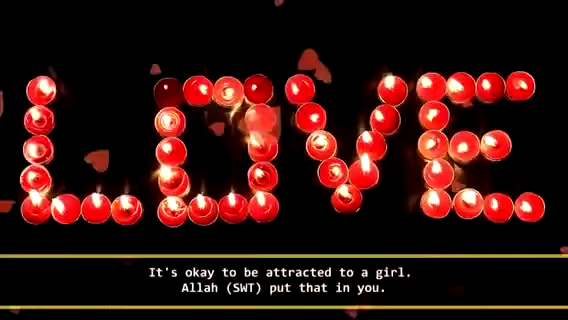 LOVE
It's okay to be attracted to a girl.
Allah (SWT) put that in you.